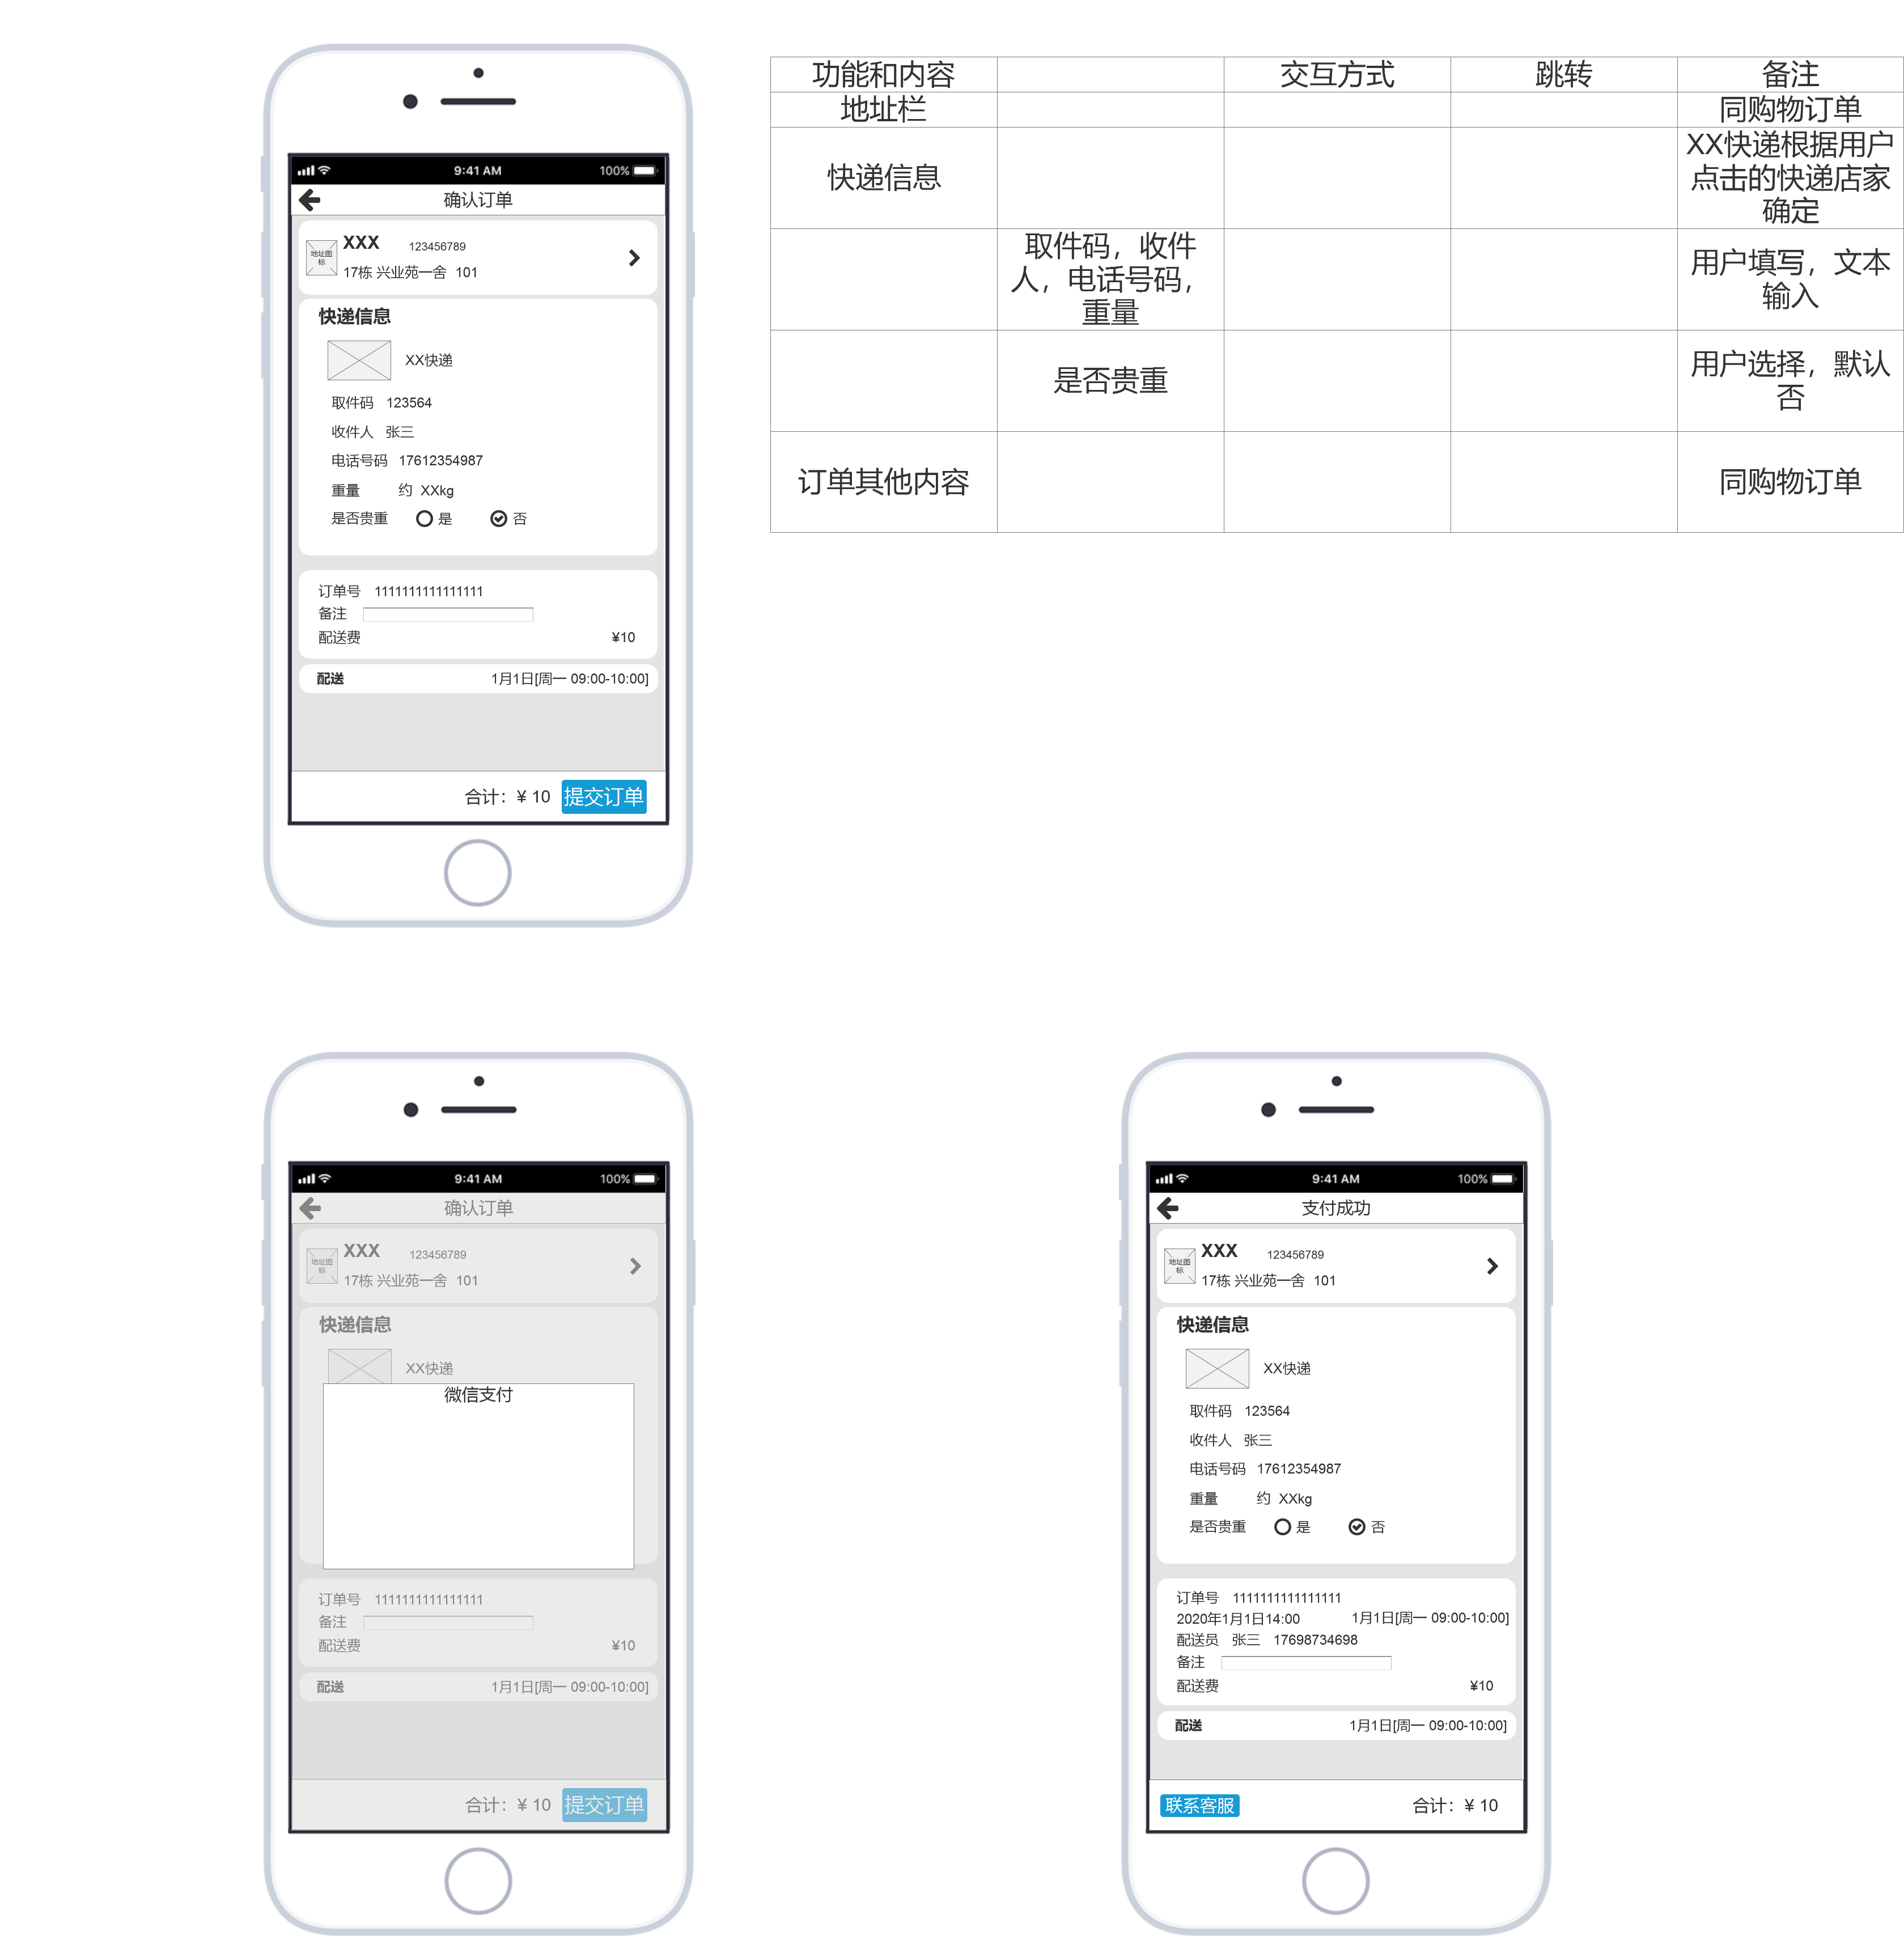 9:41 AM 100%
确认订单
地址图
标
XXX 123456789
17栋 兴业苑一舍 101
快递信息
XX快递
取件码 123564
收件人 张三
电话号码 17612354987
重量 约 XXkg
是否贵重 是 否
订单号 1111111111111111
备注
配送费 ¥10
配送 1月1日[周一 09:00-10:00]
合计：¥ 10 提交订单
功能和内容 交互方式 跳转 备注
地址栏 同购物订单
快递信息 XX快递根据用户
点击的快递店家
确定
取件码，收件
人，电话号码，
重量
用户填写，文本
输入
是否贵重 用户选择，默认
否
订单其他内容 同购物订单
9:41 AM 100%
确认订单
地址图
标
XXX 123456789
17栋 兴业苑一舍 101
快递信息
XX快递
微信支付
订单号 1111111111111111
备注
配送费 ¥10
配送 1月1日[周一 09:00-10:00]
合计：¥ 10 提交订单
9:41 AM 100%
支付成功
地址图
标
XXX 123456789
17栋 兴业苑一舍 101
快递信息
XX快递
取件码 123564
收件人 张三
电话号码 17612354987
重量 约 XXkg
是否贵重 是 否
订单号 1111111111111111
2020年1月1日14:00 1月1日[周一 09:00-10:00]
配送员 张三 17698734698
备注
配送费 ¥10
配送 1月1日[周一 09:00-10:00]
联系客服 合计：¥ 10